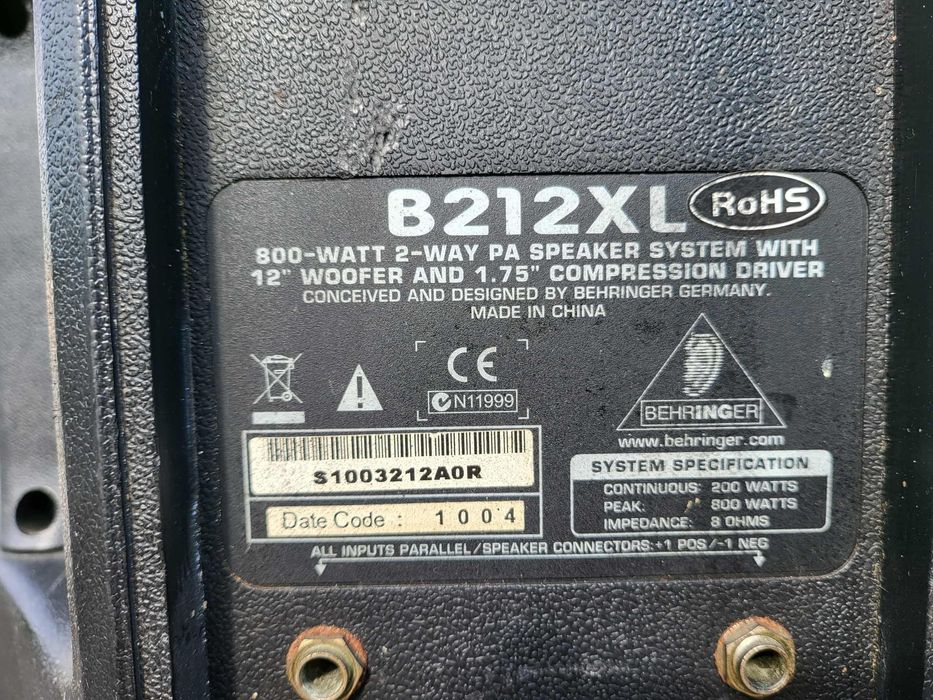 B212XL
RoHS
800-WATT 2-WAY PA SPEAKER SYSTEM WITH
12" WOOFER AND 1.75" COMPRESSION DRIVER
CONCEIVED AND DESIGNED BY BEHRINGER GERMANY.
MADE IN CHINA
CE
N11999
BEHRINGER
www.behringer.com
S1003212A0R
Date Code : 1004
SYSTEM SPECIFICATION
CONTINUOUS: 200 WATTS
PEAK: 800 WATTS
IMPEDANCE: 8 OHMS
ALL INPUTS PARALLEL/SPEAKER CONNECTORS:+1 POS/-1 NEG